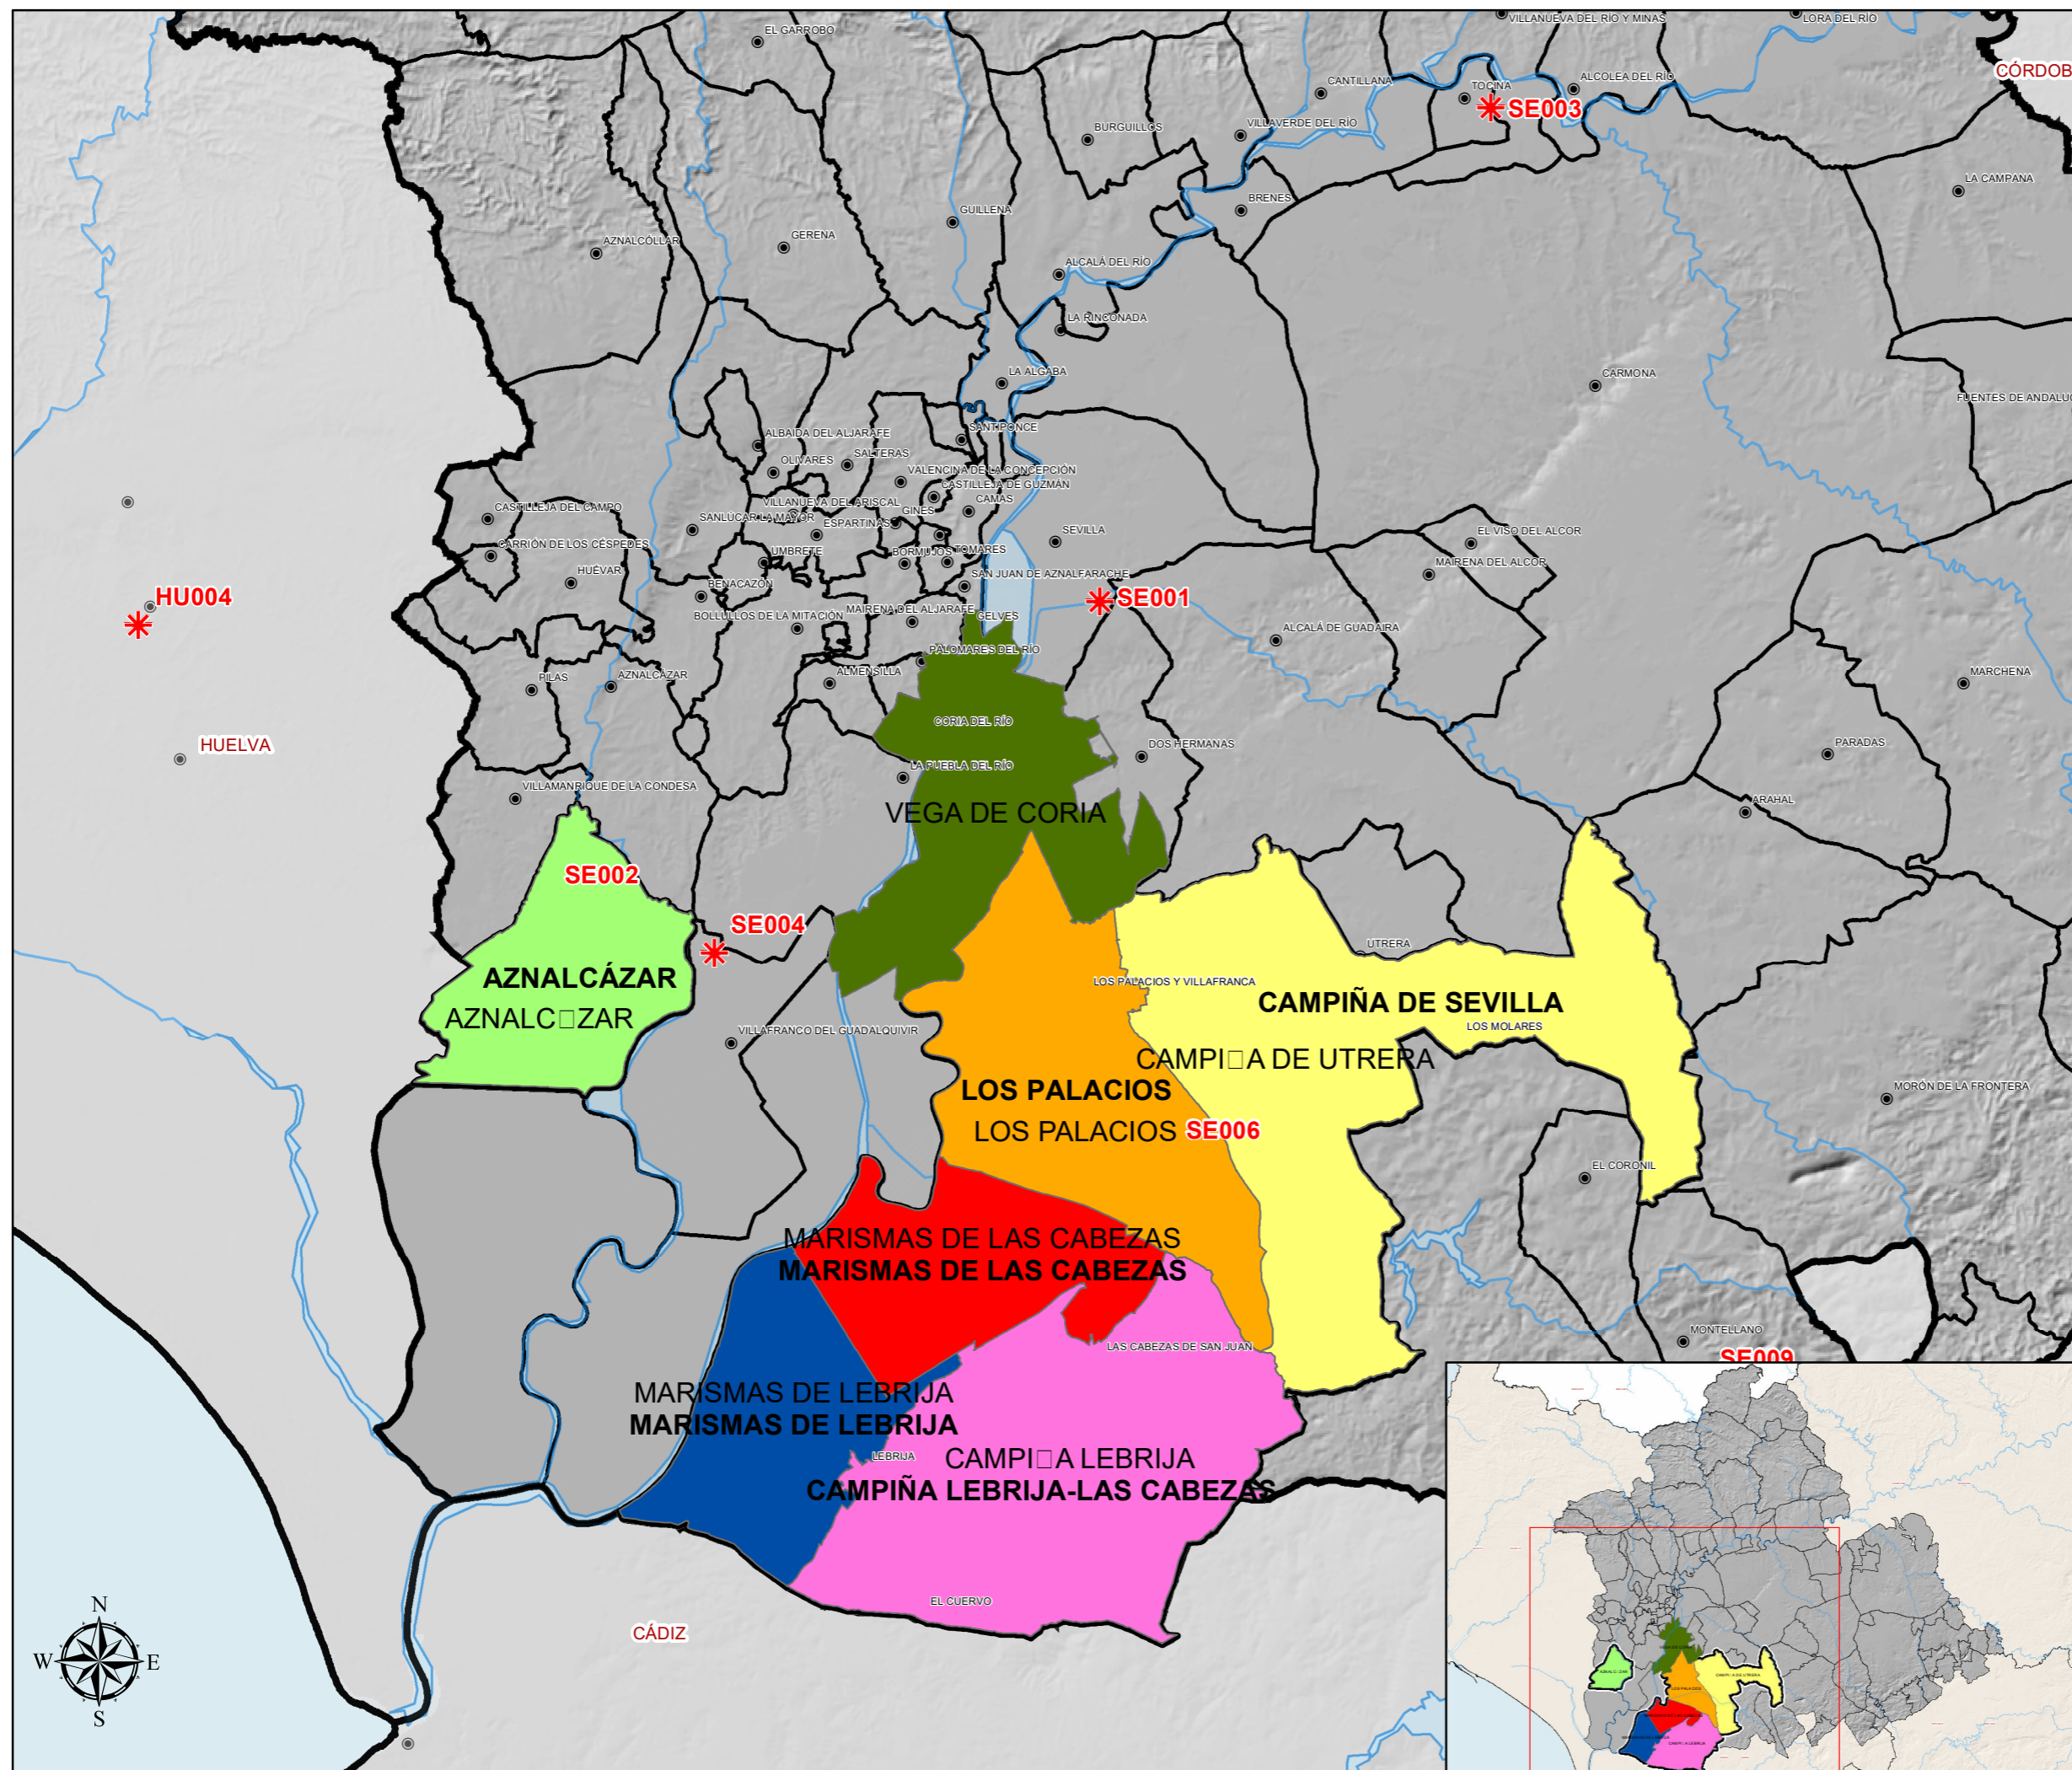 EL GARROBO
VILLANUEVA DEL RÍO Y MINAS
LORA DEL RÍO
CÓRDOB
CANTILLANA
TOCINA
ALCOLEA DEL RÍO
SE003
BURGUILLOS
VILLAVERDE DEL RÍO
LA CAMPANA
BRENES
GUILLENA
GERENA
AZNALCÓLLAR
ALCALÁ DEL RÍO
LA RINCONADA
LA ALGABA
CARMONA
FUENTES DE ANDALUC
SANTIPONCE
ALBAIDA DEL ALJARAFE
OLIVARES
SALTERAS
VALENCINA DE LA CONCEPCIÓN
CASTILLEJA DE GUZMÁN
CAMAS
VILLANUEVA DEL ARISCAL
CASTILLEJA DEL CAMPO
SANLÚCAR LA MAYOR
ESPARTINAS
GINES
SEVILLA
EL VISO DEL ALCOR
CARRIÓN DE LOS CÉSPEDES
UMBRETE
BORMUJOS
TOMARES
MAIRENA DEL ALCOR
HUÉVAR
SAN JUAN DE AZNALFARACHE
BENACAZÓN
HU004
SE001
BOLLULLOS DE LA MITACIÓN
MAIRENA DEL ALJARAFE
GELVES
ALCALÁ DE GUADAIRA
PALOMARES DEL RÍO
PILAS
AZNALCÁZAR
ALMENSILLA
MARCHENA
CORIA DEL RÍO
HUELVA
DOS HERMANAS
PARADAS
LA PUEBLA DEL RÍO
VILLAMANRIQUE DE LA CONDESA
ARAHAL
VEGA DE CORIA
SE002
SE004
UTRERA
AZNALCÁZAR
LOS PALACIOS Y VILLAFRANCA
CAMPIÑA DE SEVILLA
AZNALC□ZAR
LOS MOLARES
VILLAFRANCO DEL GUADALQUIVIR
CAMPI□A DE UTRERA
LOS PALACIOS
MORÓN DE LA FRONTERA
LOS PALACIOS
SE006
EL CORONIL
MARISMAS DE LAS CABEZAS
MARISMAS DE LAS CABEZAS
MONTELLANO
LAS CABEZAS DE SAN JUAN
SE009
MARISMAS DE LEBRIJA
MARISMAS DE LEBRIJA
LEBRIJA
CAMPI□A LEBRIJA
CAMPIÑA LEBRIJA-LAS CABEZAS
EL CUERVO
CÁDIZ
N
W
E
S